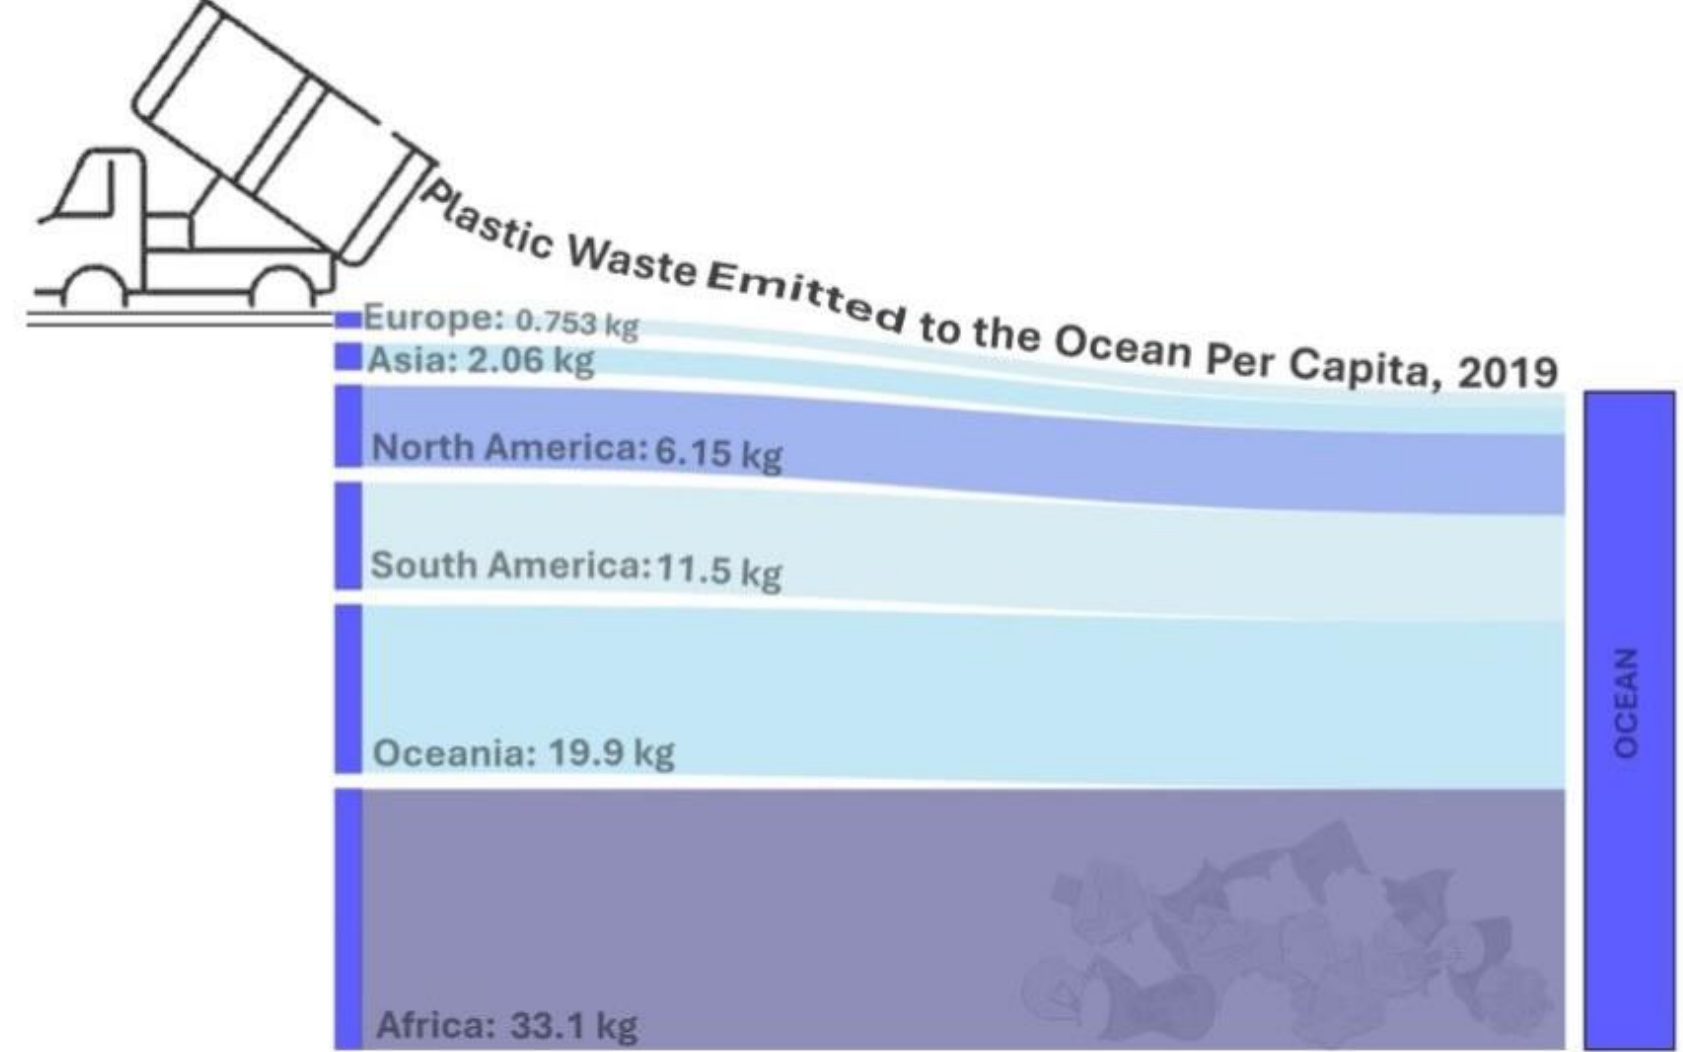 Plastic Waste Emitted to the Ocean Per Capita, 2019
Europe: 0.753 kg
Asia: 2.06 kg
North America: 6.15 kg
South America: 11.5 kg
Oceania: 19.9 kg
Africa: 33.1 kg
OCEAN